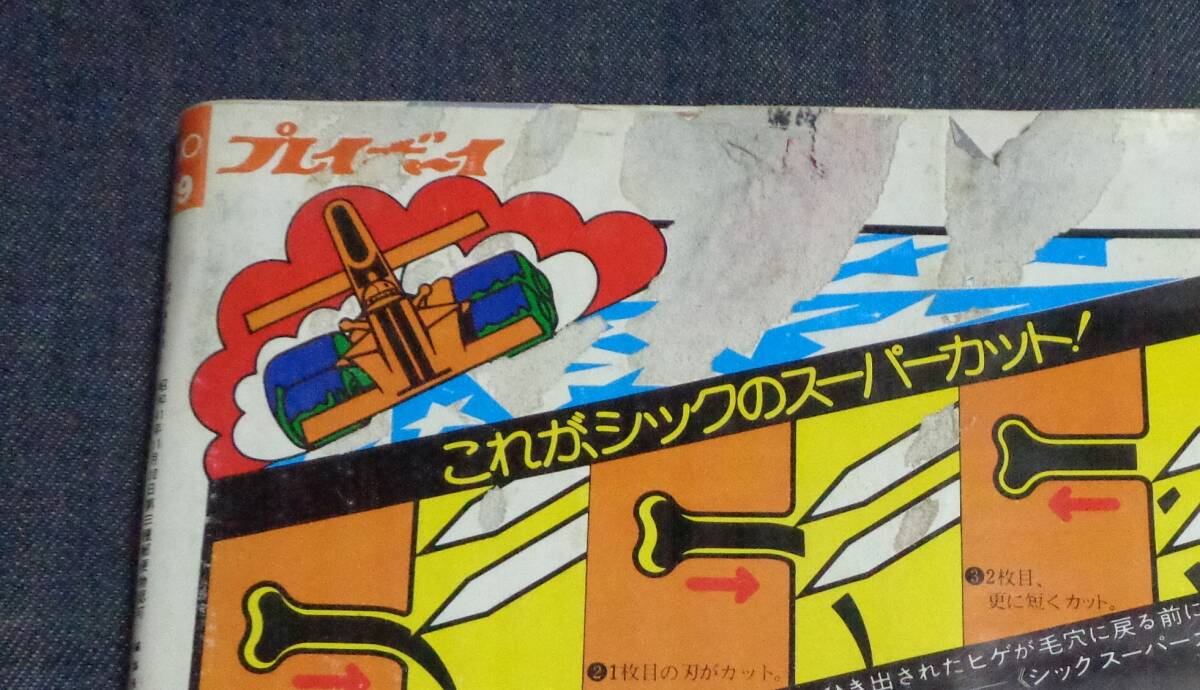 プレイボーイ
9
これが、シックのスーパーカット!
❸2枚目、
更に短くカット。
❷1枚目の刃がカット。
き出されたヒゲが毛穴に戻る前に
《シックスーパー